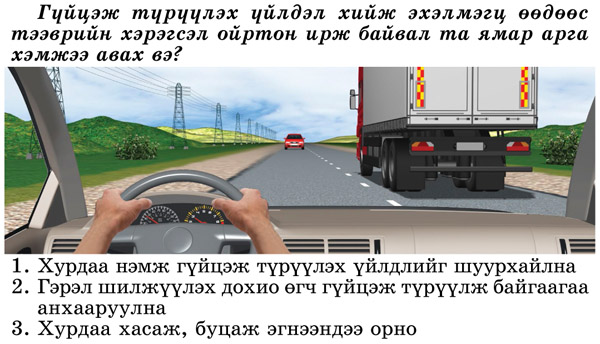 Гүйцэж түрүүлэх үйлдэл хийж эхэлмэгц өөдөөс
тээврийн хэрэгсэл ойртон ирж байвал та ямар арга
хэмжээ авах вэ?
1. Хурдаа нэмж гүйцэж түрүүлэх үйлдлийг шуурхайлна
2. Гэрэл шилжүүлэх дохио өгч гүйцэж түрүүлж байгаагаа
анхааруулна
3. Хурдаа хасаж, буцаж эгнээндээ орно